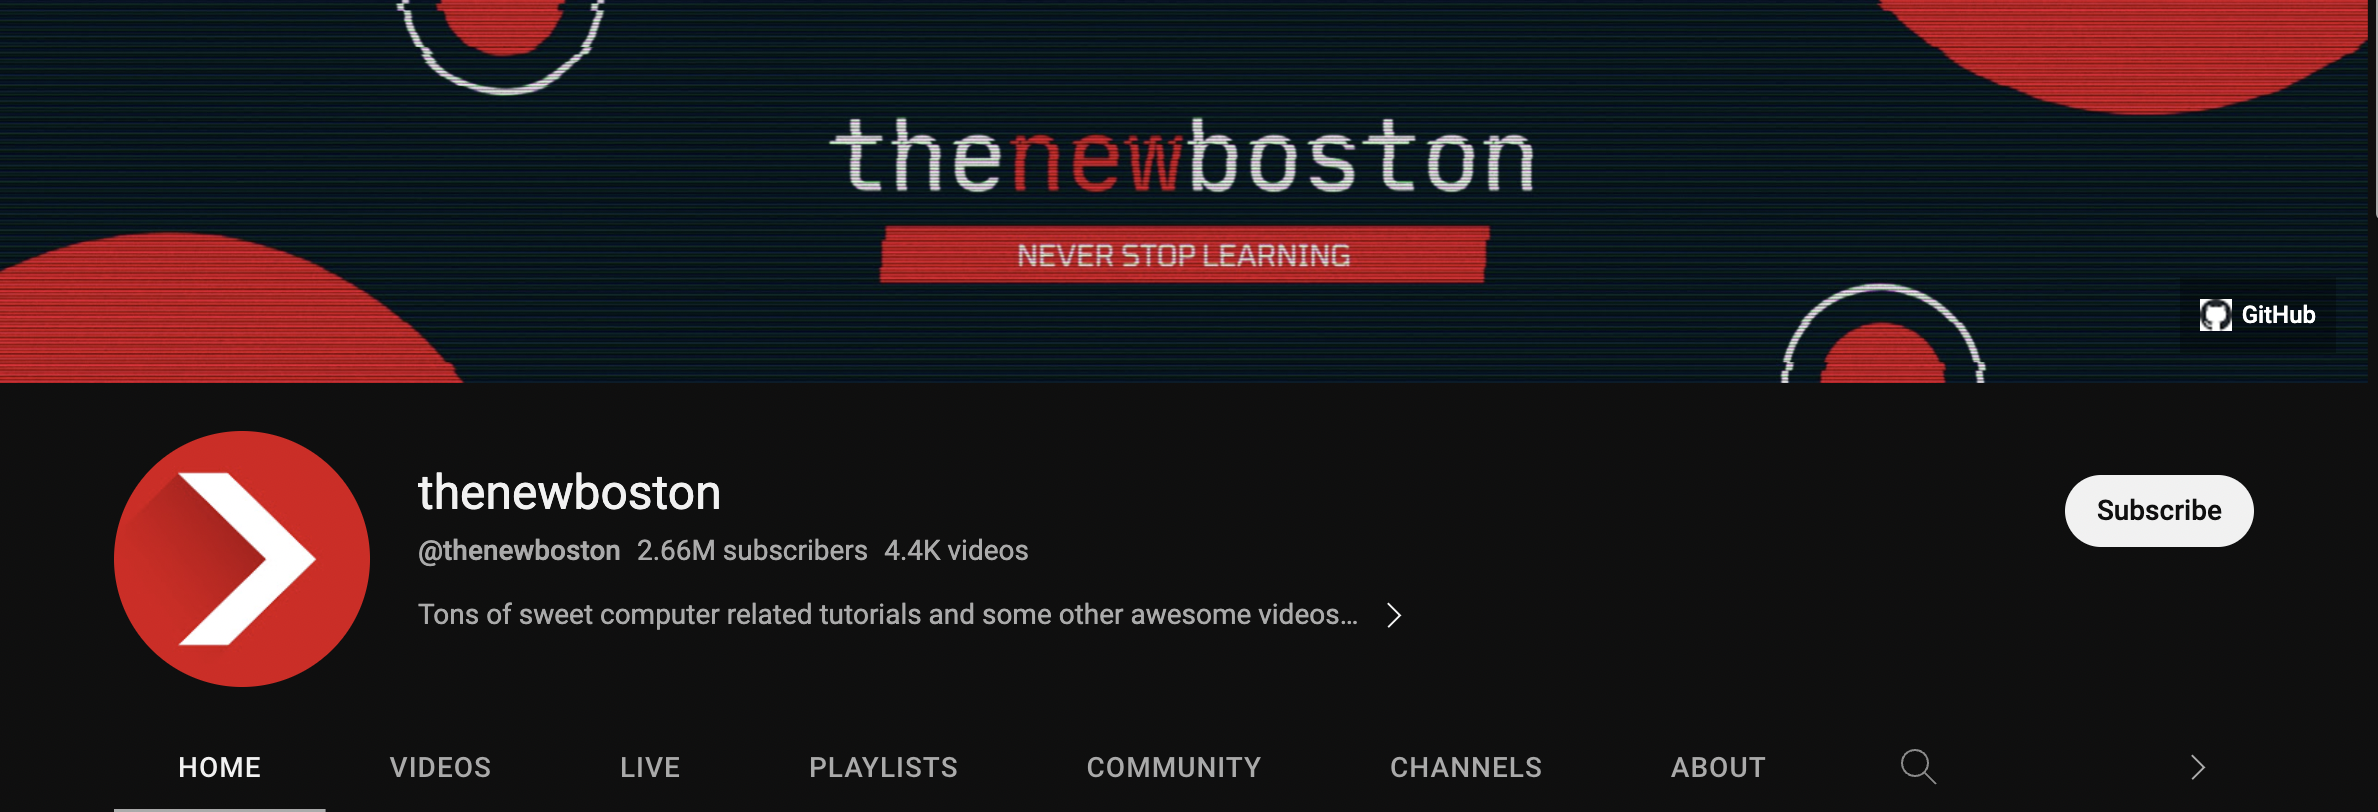 thenewboston
NEVER STOP LEARNING
GitHub
thenewboston
Subscribe
@thenewboston 2.66M subscribers 4.4K videos
Tons of sweet computer related tutorials and some other awesome videos...
HOME VIDEOS LIVE PLAYLISTS COMMUNITY CHANNELS ABOUT